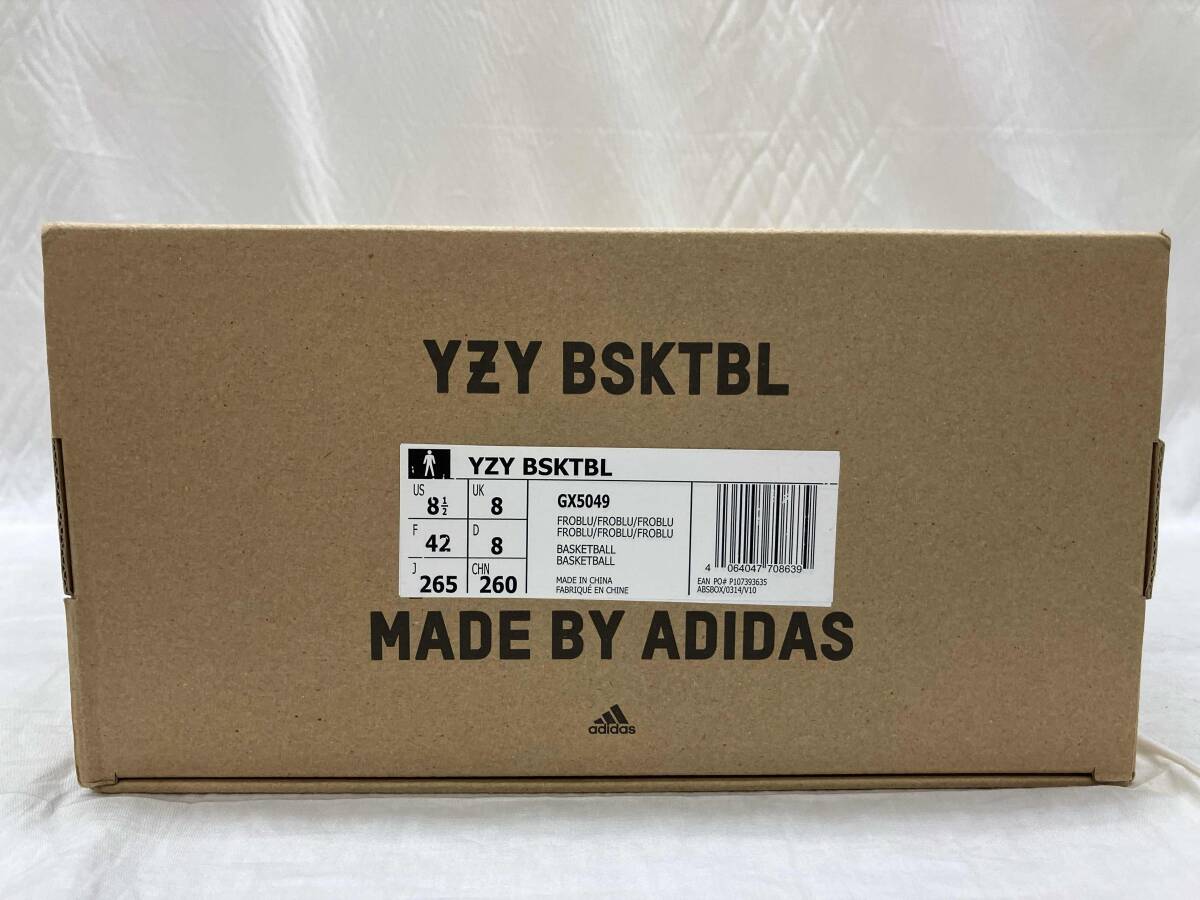 YZY BSKTBL
YZY BSKTBL
US 8½ UK 8
F 42 D 8
J 265 CHN 260
GX5049
FROBLU/FROBLU/FROBLU
FROBLU/FROBLU/FROBLU
BASKETBALL
BASKETBALL
MADE IN CHINA
FABRIQUÉ EN CHINE
4 064047 708639
EAN PO# P107393635
ABSBOX/0314/V10
MADE BY ADIDAS
adidas